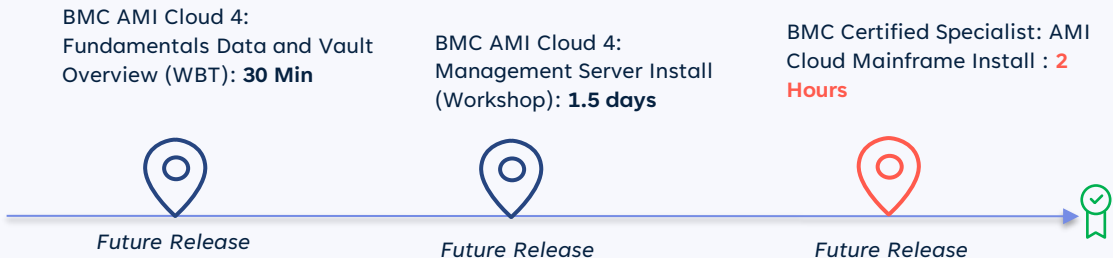 BMC AMI Cloud 4:
Fundamentals Data and Vault
Overview (WBT): 30 Min
BMC AMI Cloud 4:
Management Server Install
(Workshop): 1.5 days
BMC Certified Specialist: AMI
Cloud Mainframe Install : 2
Hours
Future Release
Future Release
Future Release